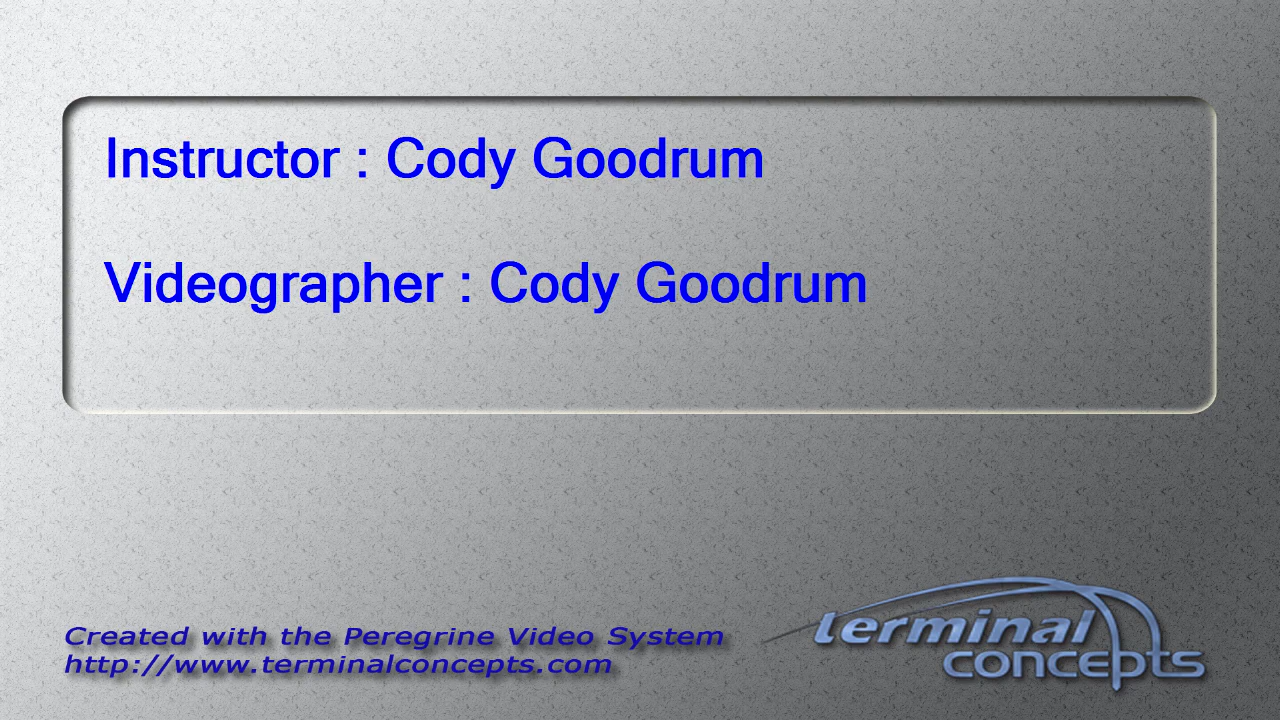 Instructor : Cody Goodrum
Videographer : Cody Goodrum
Created with the Peregrine Video System
http://www.terminalconcepts.com
terminal
concepts